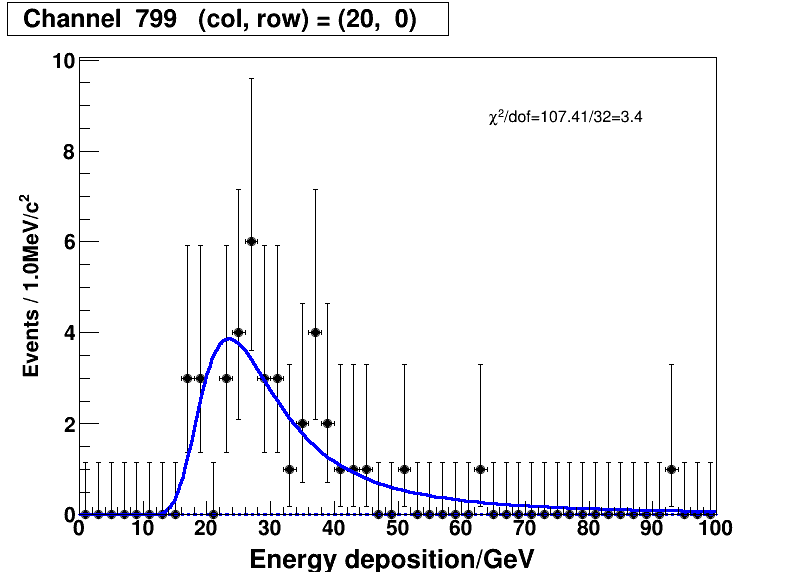 Channel 799 (col, row) = (20, 0)
χ²/dof=107.41/32=3.4
Events / 1.0MeV/c²
10
8
6
4
2
0
0 10 20 30 40 50 60 70 80 90 100
Energy deposition/GeV